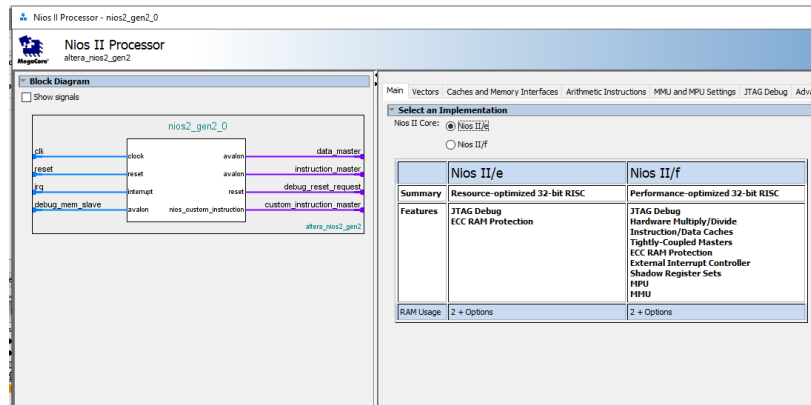 Nios II Processor - nios2_gen2_0
MegaCore'
Nios II Processor
altera_nios2_gen2
Block Diagram
Show signals
nios2_gen2_0
clk
clock
avalon
data_master
reset
reset
avalon
instruction_master
irq
interrupt
reset
debug_reset_request
debug_mem_slave
avalon
nios_custom_instruction
custom_instruction_master
altera_nios2_gen2
Main Vectors Caches and Memory Interfaces Arithmetic Instructions MMU and MPU Settings JTAG Debug Adva
Select an Implementation
Nios II Core: Nios II/e
Nios II/f
Nios II/e Nios II/f
Summary Resource-optimized 32-bit RISC Performance-optimized 32-bit RISC
Features JTAG Debug JTAG Debug
ECC RAM Protection Hardware Multiply/Divide
Instruction/Data Caches
Tightly-Coupled Masters
ECC RAM Protection
External Interrupt Controller
Shadow Register Sets
MPU
MMU
RAM Usage 2 + Options 2 + Options